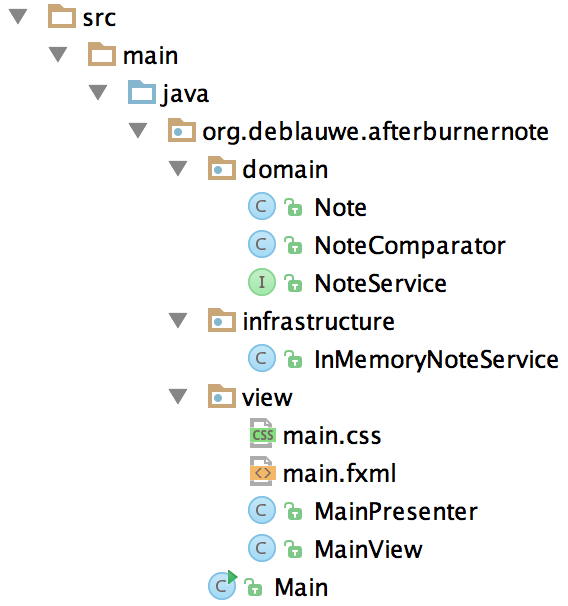 src
main
java
org.deblauwe.afterburnernote
domain
C Note
C NoteComparator
I NoteService
infrastructure
C InMemoryNoteService
view
CSS main.css
<> main.fxml
C MainPresenter
C MainView
C Main